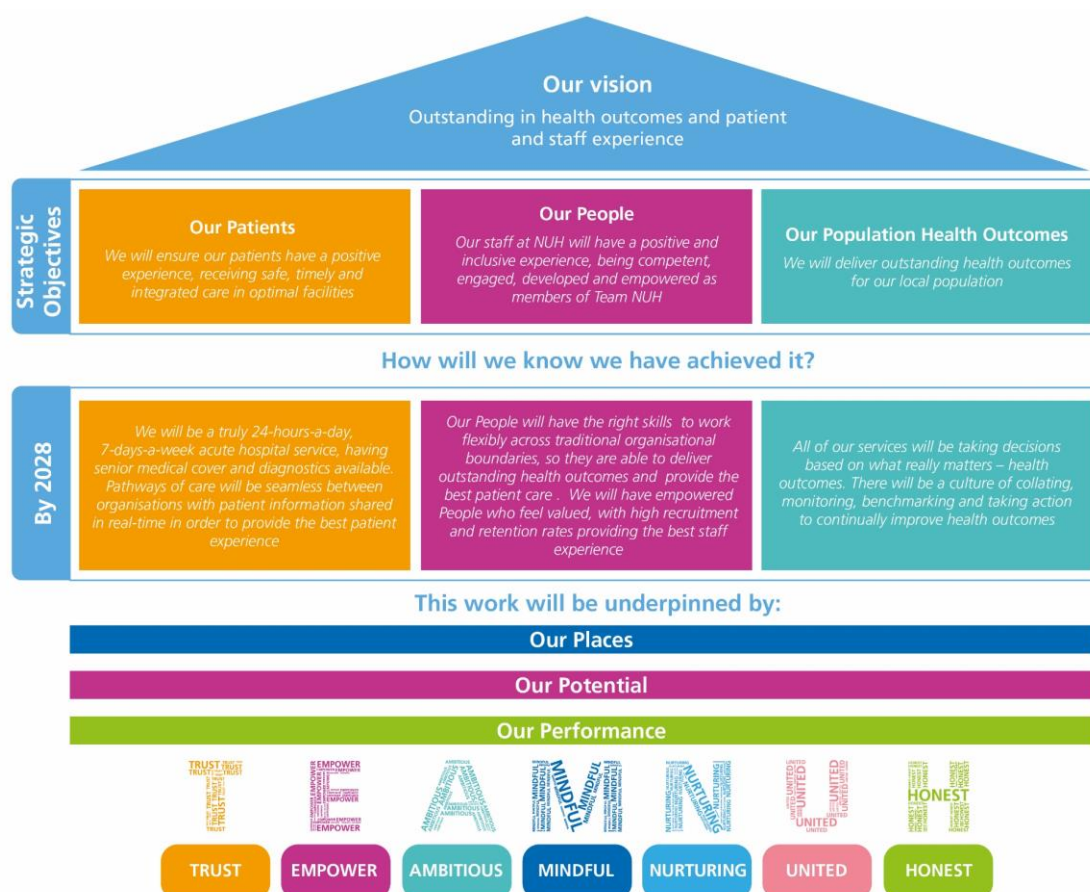 Our vision
Outstanding in health outcomes and patient
and staff experience
Strategic
Objectives
Our Patients
We will ensure our patients have a positive
experience, receiving safe, timely and
integrated care in optimal facilities
Our People
Our staff at NUH will have a positive and
inclusive experience, being competent,
engaged, developed and empowered as
members of Team NUH
Our Population Health Outcomes
We will deliver outstanding health outcomes
for our local population
How will we know we have achieved it?
By 2028
We will be a truly 24-hours-a-day,
7-days-a-week acute hospital service, having
senior medical cover and diagnostics available.
Pathways of care will be seamless between
organisations with patient information shared
in real-time in order to provide the best patient
experience
Our People will have the right skills to work
flexibly across traditional organisational
boundaries, so they are able to deliver
outstanding health outcomes and provide the
best patient care . We will have empowered
People who feel valued, with high recruitment
and retention rates providing the best staff
experience
All of our services will be taking decisions
based on what really matters – health
outcomes. There will be a culture of collating,
monitoring, benchmarking and taking action
to continually improve health outcomes
This work will be underpinned by:
Our Places
Our Potential
Our Performance
T E A M N U H
TRUST
EMPOWER
AMBITIOUS
MINDFUL
NURTURING
UNITED
HONEST